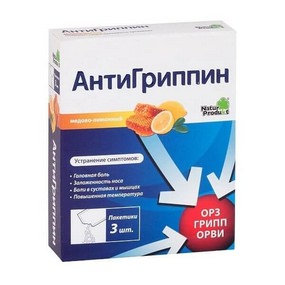 АнтиГриппин
медово-лимонный
Natur
Produkt
Устранение симптомов:
• Головная боль
• Заложенность носа
• Боли в суставах и мышцах
• Повышенная температура
Пакетики
3 шт.
ОРЗ
ГРИПП
ОРВИ